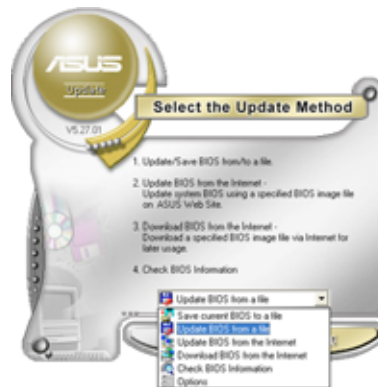 ASUS
Update
V5.27.01
Select the Update Method
1. Update/Save BIOS from/to a file.
2. Update BIOS from the Internet -
Update system BIOS using a specified BIOS image file
on ASUS Web Site.
3. Download BIOS from the Internet -
Download a specified BIOS image file via Internet for
later usage.
4. Check BIOS Information
Update BIOS from a file
Save current BIOS to a file
Update BIOS from a file
Update BIOS from the Internet
Download BIOS from the Internet
Check BIOS Information
Options